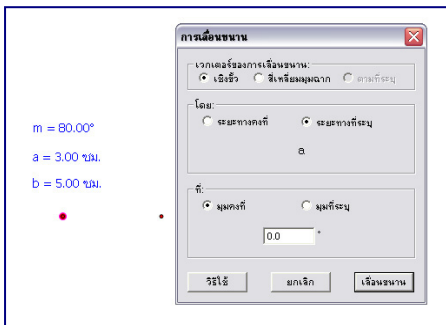 การเลื่อนขนาน
เวกเตอร์ของการเลื่อนขนาน:
เชิงขั้ว สี่เหลี่ยมมุมฉาก ตามที่ระบุ
โดย:
ระยะทางคงที่ ระยะทางที่ระบุ
a
ที่:
มุมคงที่ มุมที่ระบุ
0.0 °
วิธีใช้ ยกเลิก เลื่อนขนาน
m = 80.00°
a = 3.00 ซม.
b = 5.00 ซม.